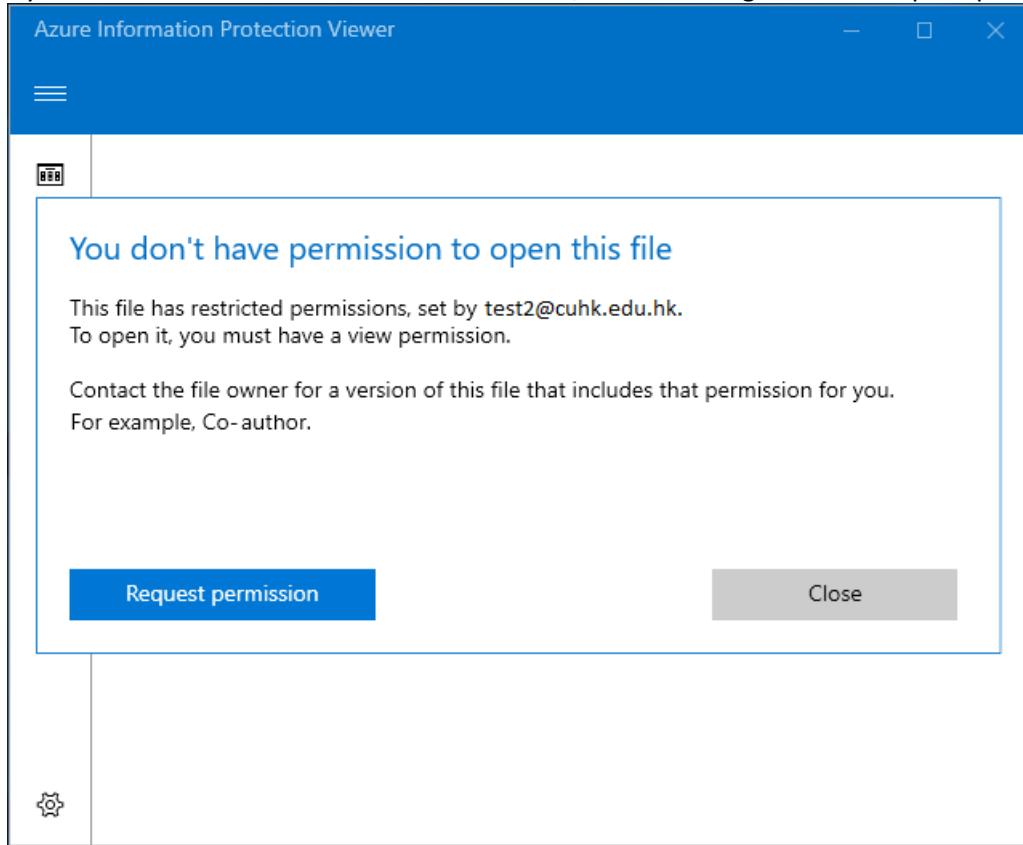 Azure Information Protection Viewer
You don't have permission to open this file
This file has restricted permissions, set by test2@cuhk.edu.hk.
To open it, you must have a view permission.
Contact the file owner for a version of this file that includes that permission for you.
For example, Co-author.
Request permission
Close